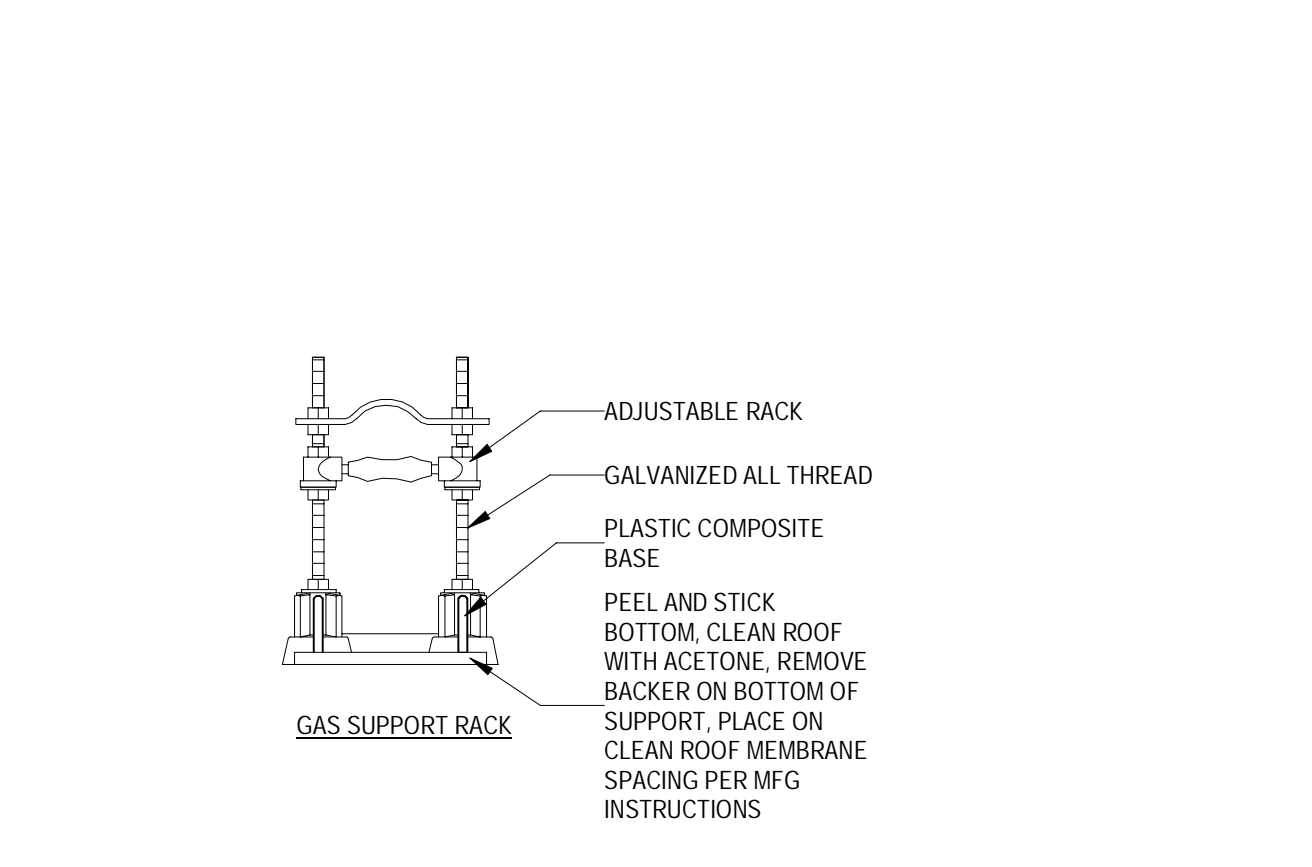 ADJUSTABLE RACK
GALVANIZED ALL THREAD
PLASTIC COMPOSITE
BASE
PEEL AND STICK
BOTTOM, CLEAN ROOF
WITH ACETONE, REMOVE
BACKER ON BOTTOM OF
SUPPORT, PLACE ON
CLEAN ROOF MEMBRANE
SPACING PER MFG
INSTRUCTIONS
GAS SUPPORT RACK